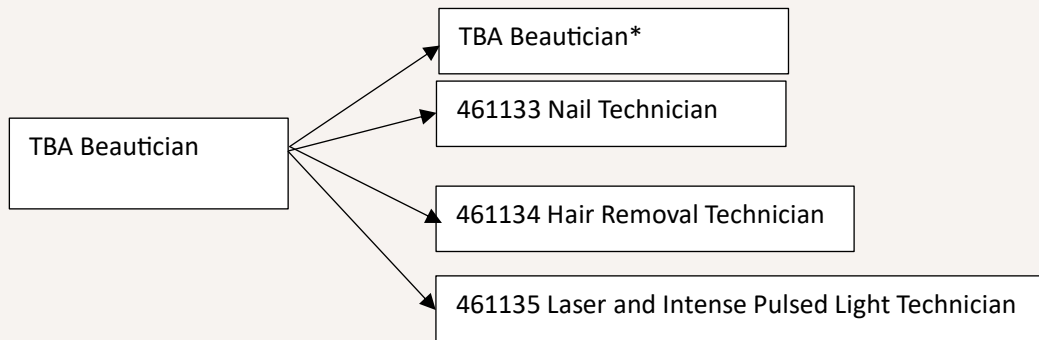 TBA Beautician
TBA Beautician*
461133 Nail Technician
461134 Hair Removal Technician
461135 Laser and Intense Pulsed Light Technician